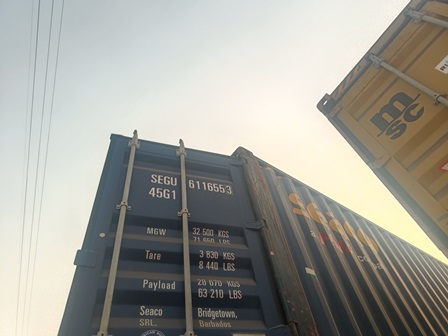 SEGU 6116553
45G1
MGW 32 500 KGS
71 650 LBS
Tare 3 830 KGS
8 440 LBS
Payload 28 670 KGS
63 210 LBS
Seaco Bridgetown,
SRL. Barbados
seaco
msc